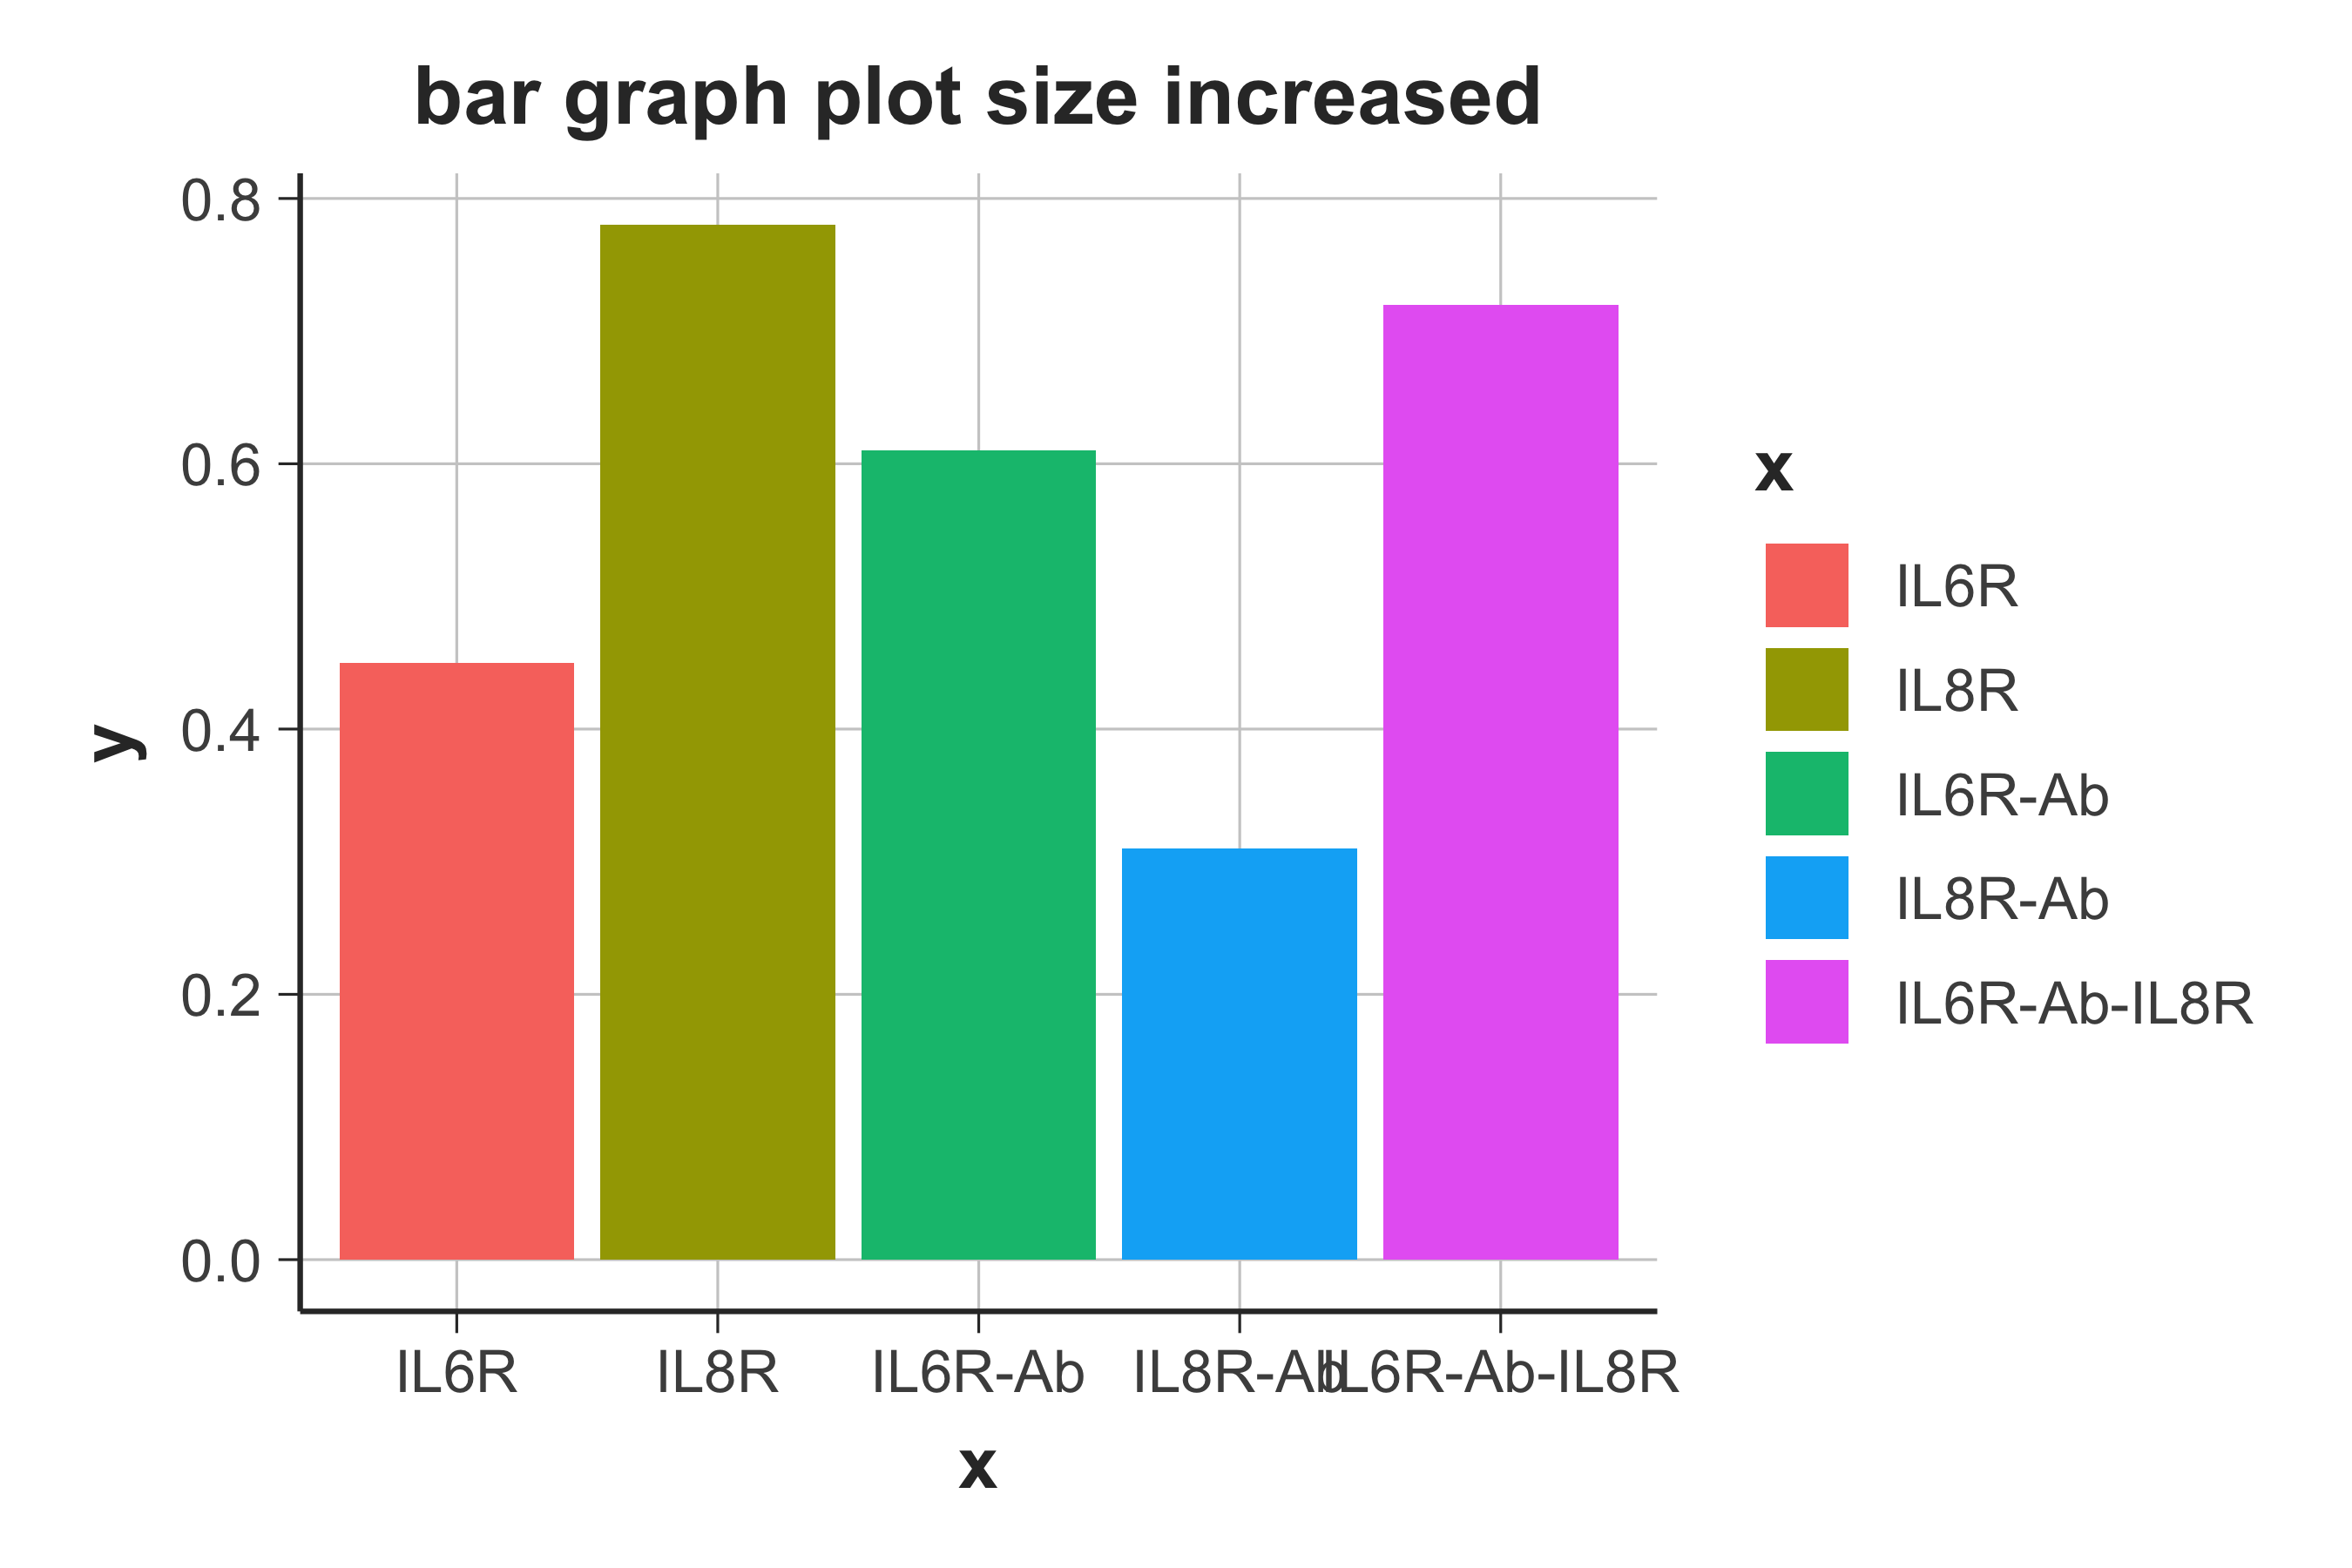 bar graph plot size increased
0.8
0.6
0.4
0.2
0.0
y
IL6R IL8R IL6R-Ab IL8R-Ab IL6R-Ab-IL8R
x
x
IL6R
IL8R
IL6R-Ab
IL8R-Ab
IL6R-Ab-IL8R